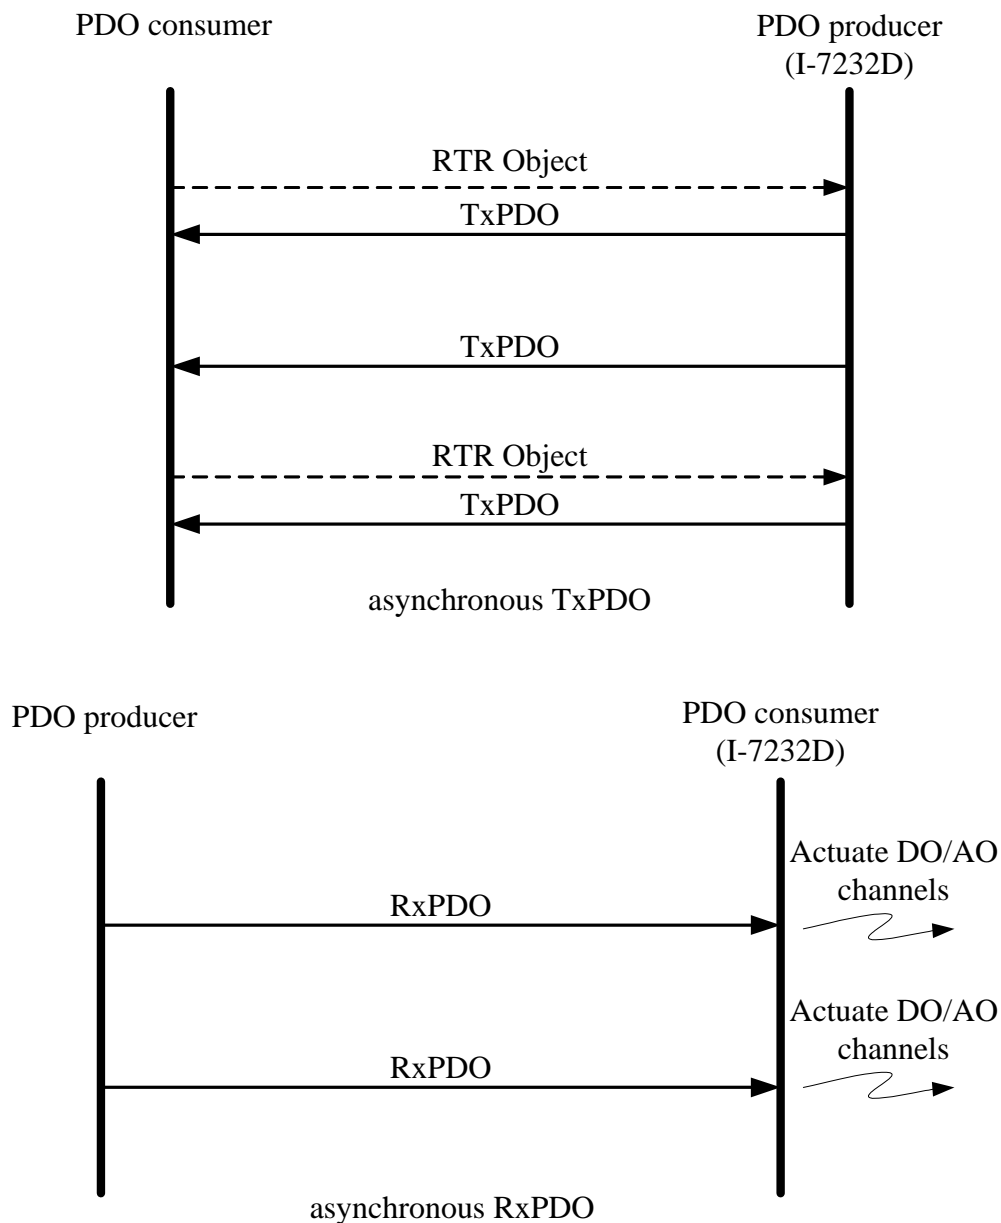 PDO consumer
PDO producer
(I-7232D)
RTR Object
TxPDO
TxPDO
RTR Object
TxPDO
asynchronous TxPDO
PDO producer
PDO consumer
(I-7232D)
Actuate DO/AO
channels
RxPDO
Actuate DO/AO
channels
RxPDO
asynchronous RxPDO